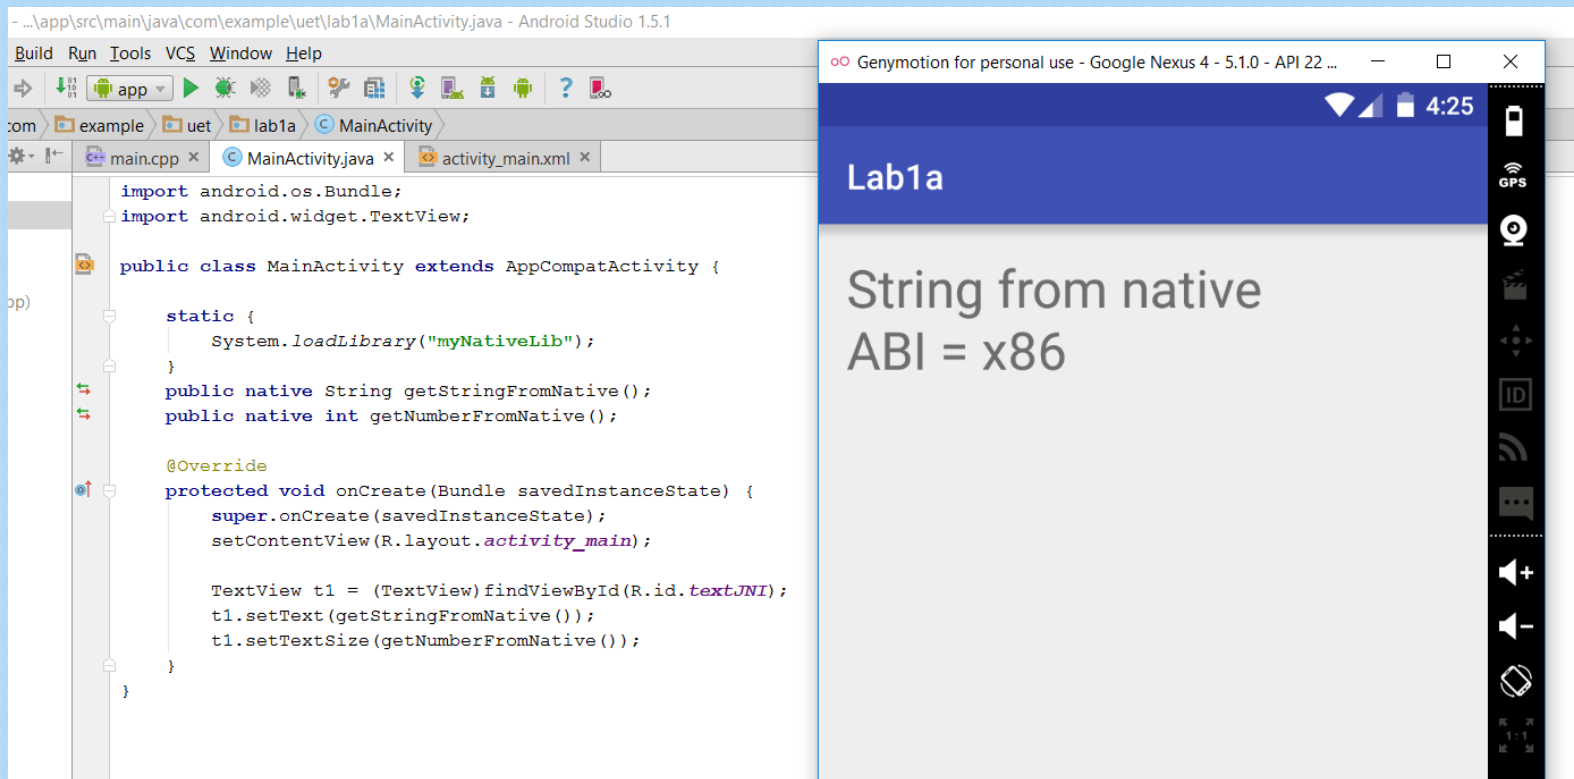 - ...\app\src\main\java\com\example\uet\lab1a\MainActivity.java - Android Studio 1.5.1
Build Run Tools VCS Window Help
app
com example uet lab1a MainActivity
main.cpp MainActivity.java activity_main.xml
import android.os.Bundle;
import android.widget.TextView;
public class MainActivity extends AppCompatActivity {
static {
System.loadLibrary("myNativeLib");
}
public native String getStringFromNative();
public native int getNumberFromNative();
@Override
protected void onCreate(Bundle savedInstanceState) {
super.onCreate(savedInstanceState);
setContentView(R.layout.activity_main);
TextView t1 = (TextView)findViewById(R.id.textJNI);
t1.setText(getStringFromNative());
t1.setTextSize(getNumberFromNative());
}
}
Genymotion for personal use - Google Nexus 4 - 5.1.0 - API 22 ...
4:25
Lab1a
String from native
ABI = x86
GPS
ID
1:1